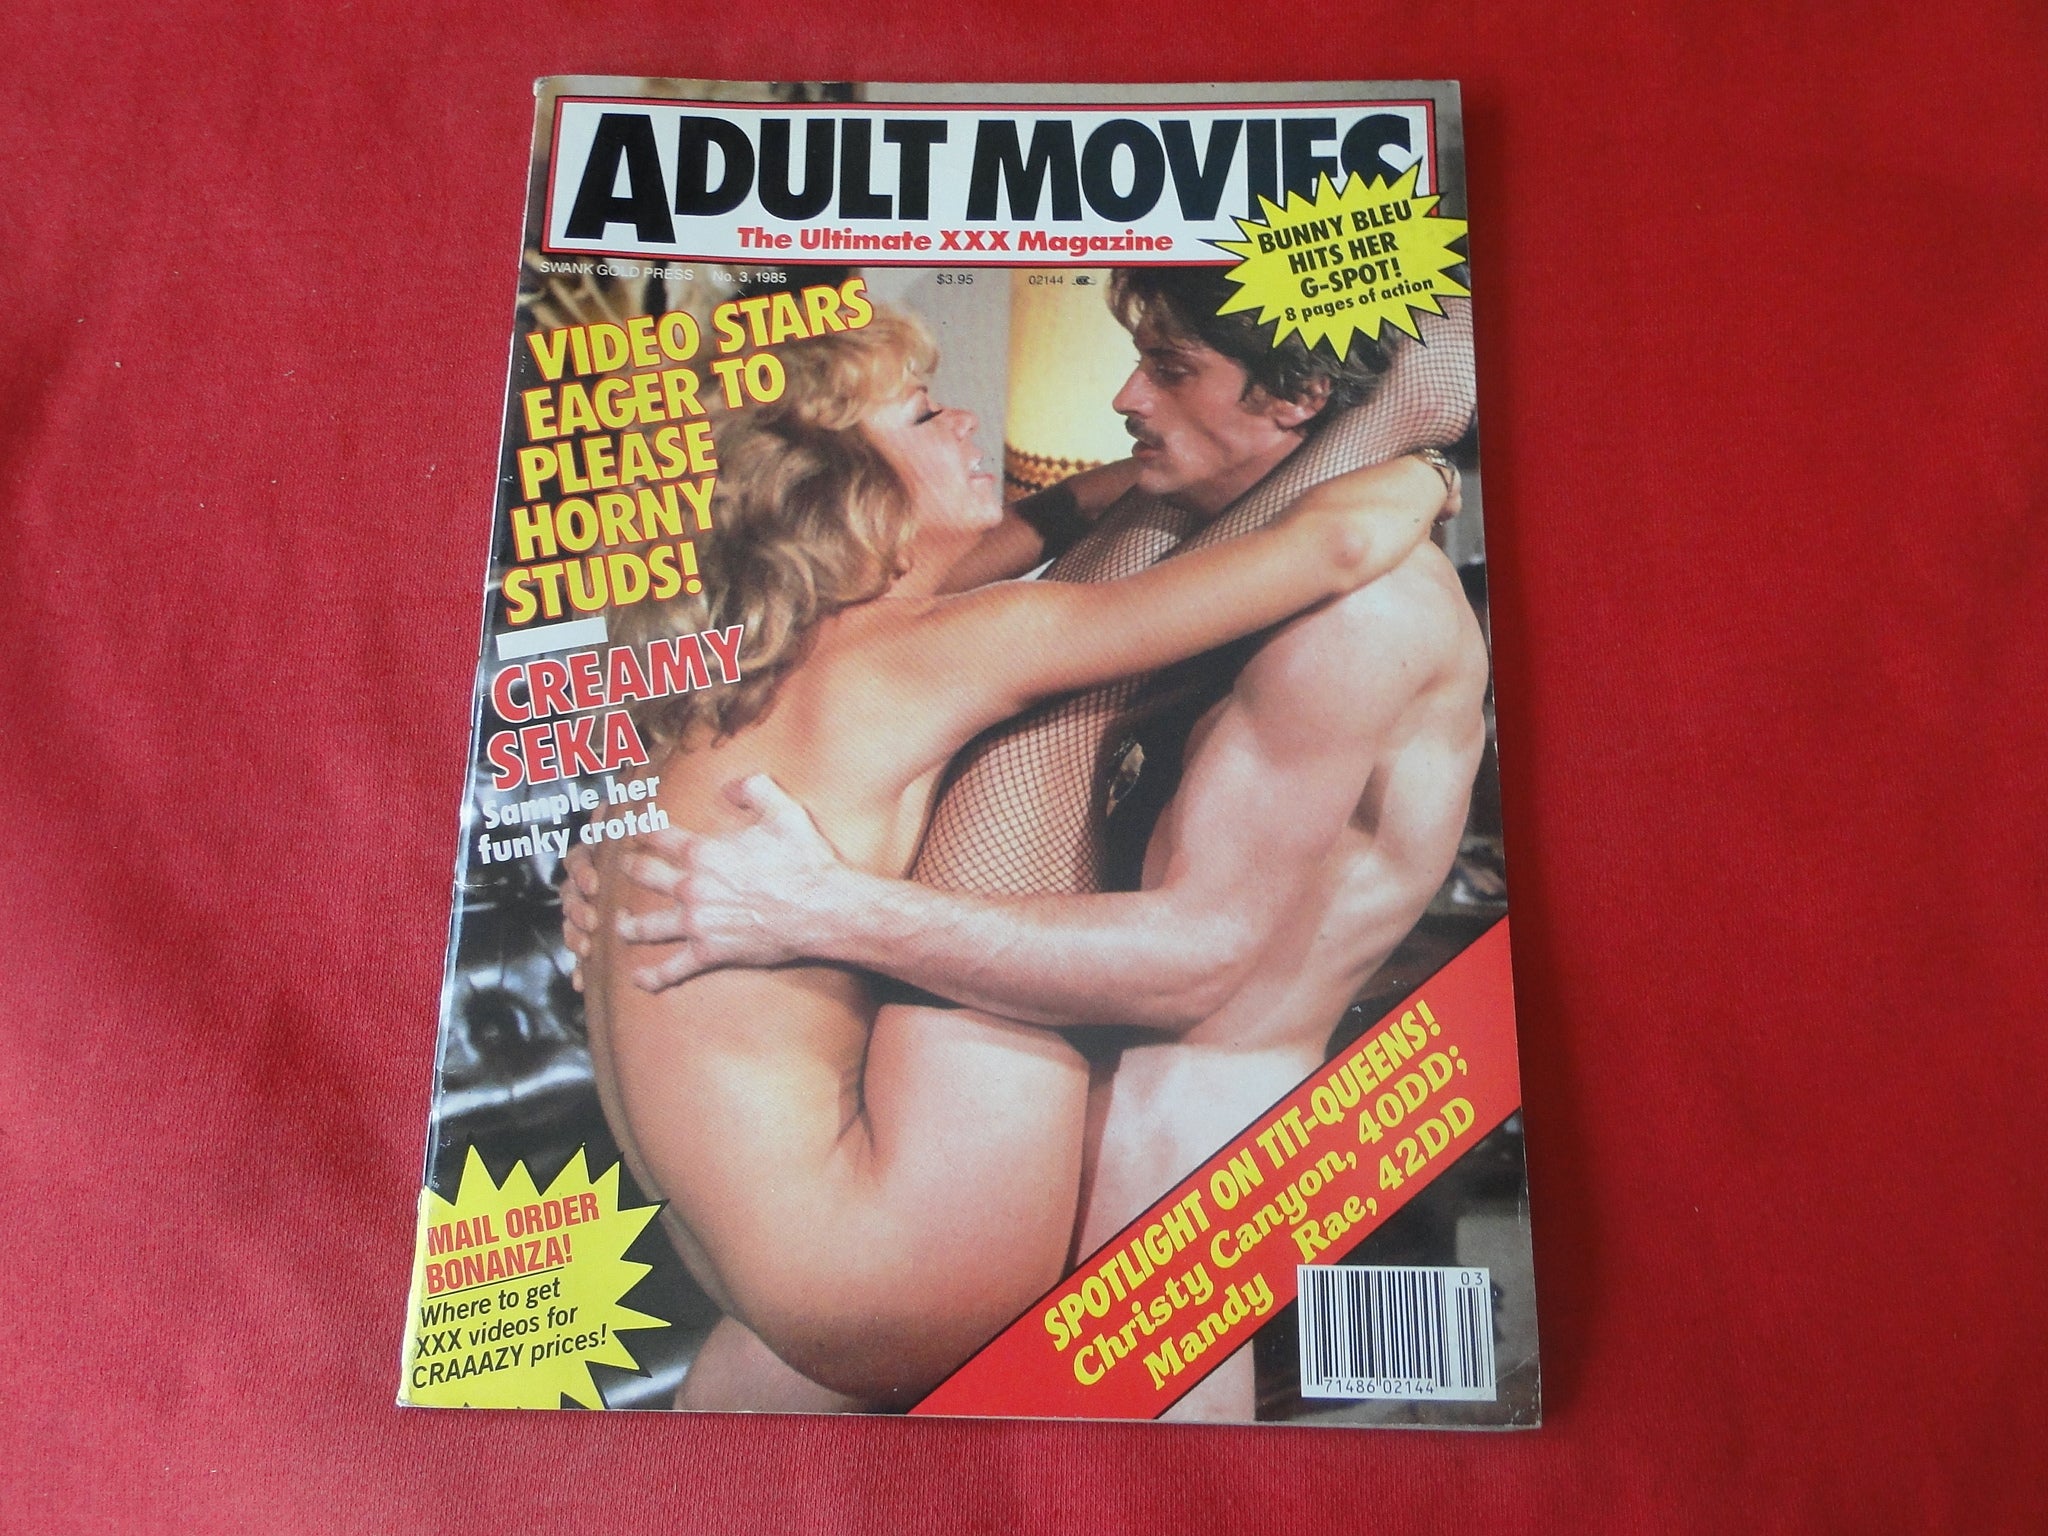 ADULT MOVIES
The Ultimate XXX Magazine
SWANK GOLD PRESS No. 3, 1985 $3.95 02144
BUNNY BLEU
HITS HER
G-SPOT!
8 pages of action
VIDEO STARS
EAGER TO
PLEASE
HORNY
STUDS!
CREAMY
SEKA
Sample her
funky crotch
MAIL ORDER
BONANZA!
Where to get
XXX videos for
CRAAAZY prices!
SPOTLIGHT ON TIT-QUEENS!
Christy Canyon, 40DD;
Mandy Rae, 42DD
03
71486 02144